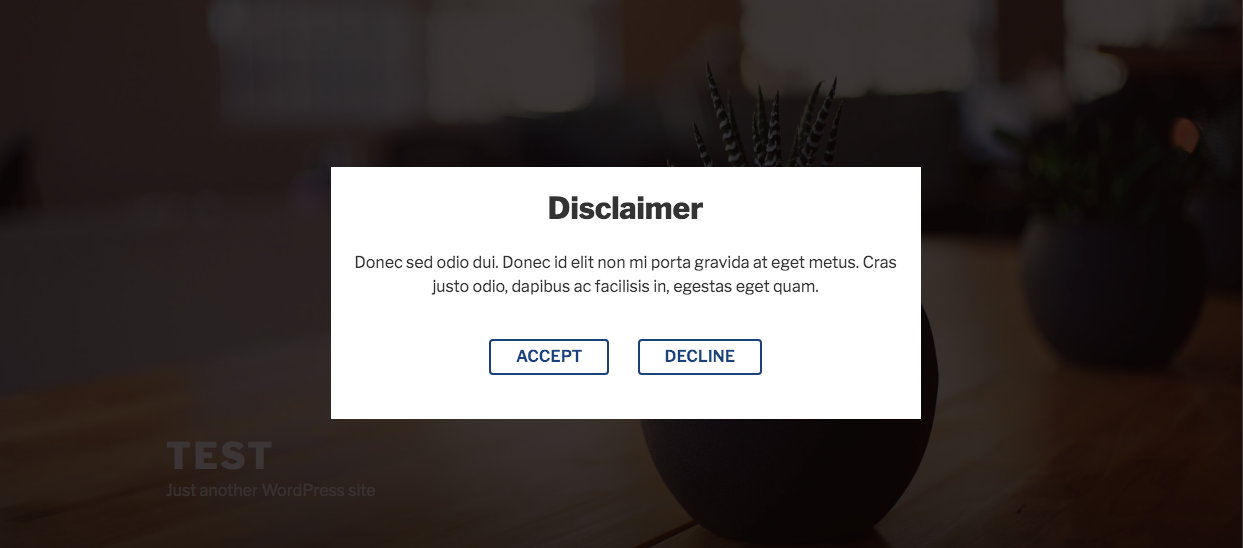 Disclaimer
Donec sed odio dui. Donec id elit non mi porta gravida at eget metus. Cras
justo odio, dapibus ac facilisis in, egestas eget quam.
ACCEPT DECLINE
TEST
Just another WordPress site